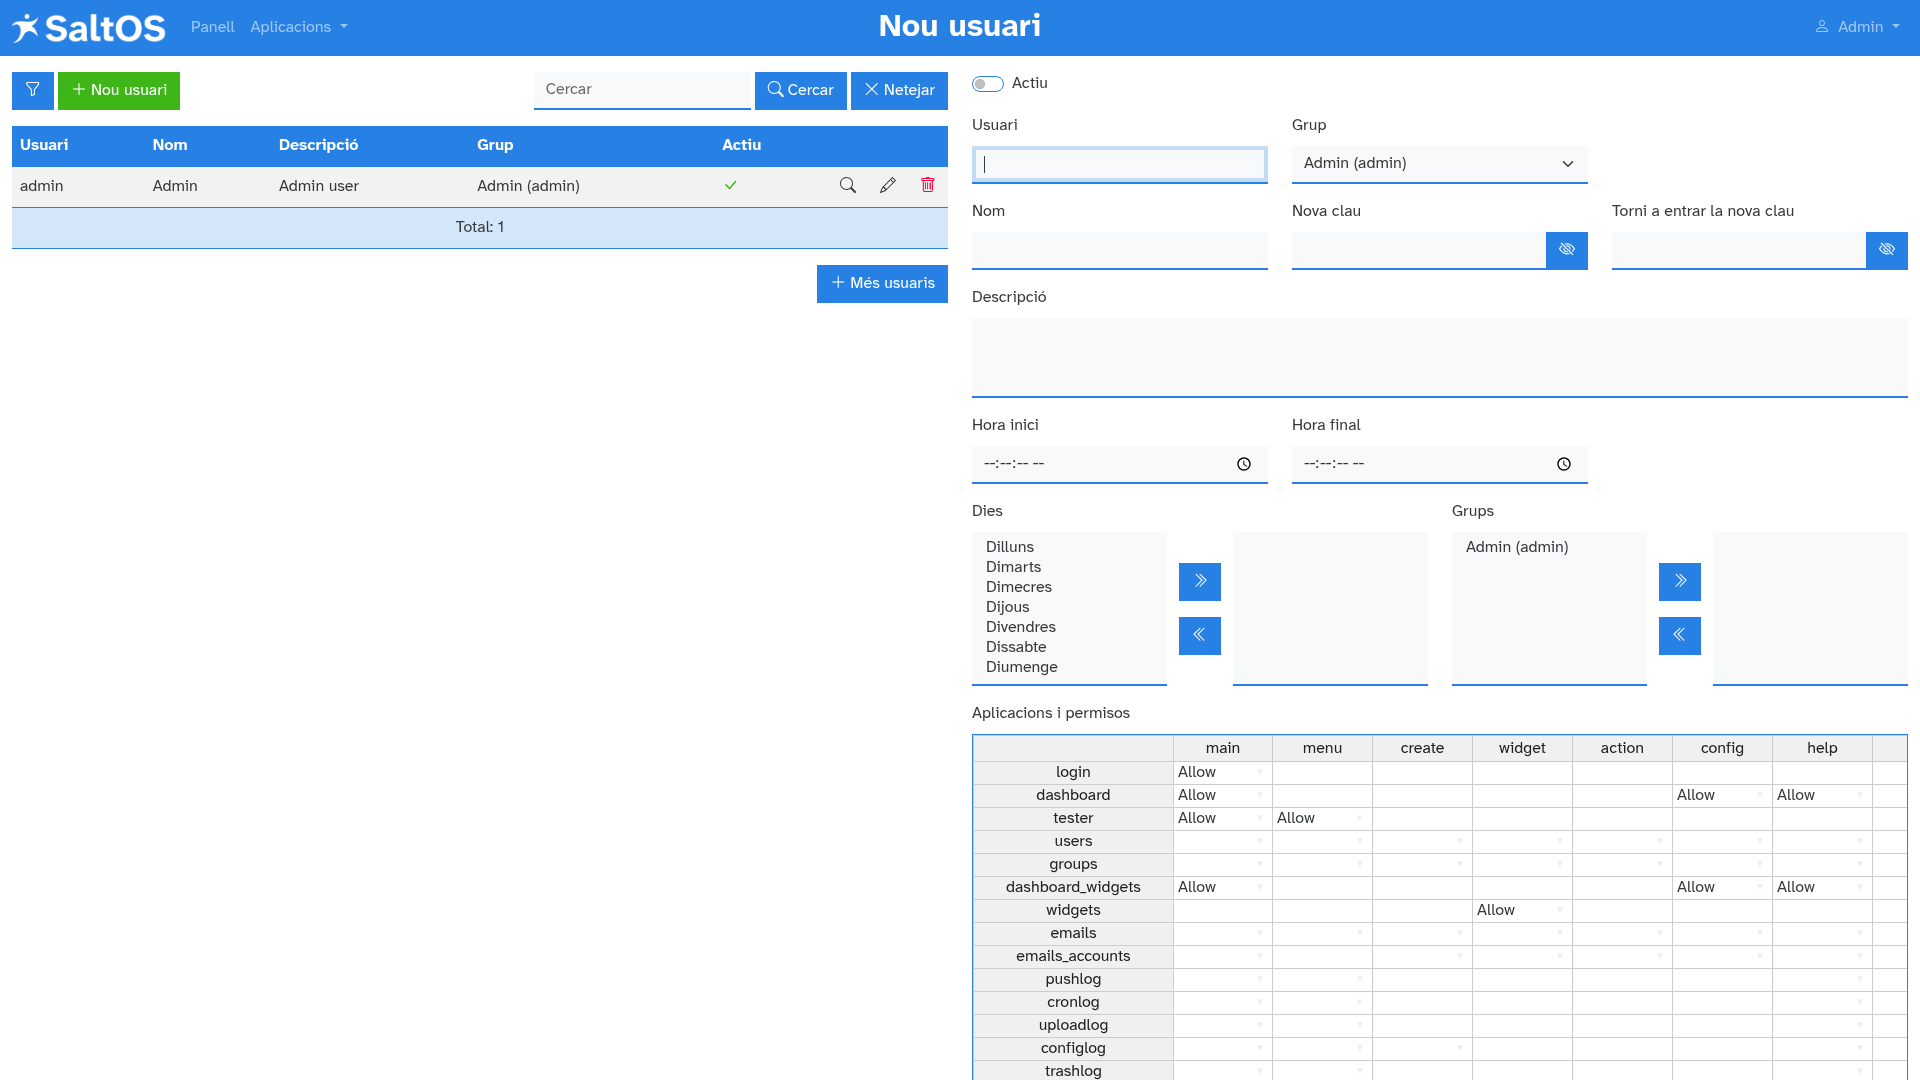 SaltOS Panell Aplicacions Nou usuari Admin
Nou usuari Cercar Cercar Netejar
Usuari Nom Descripció Grup Actiu
admin Admin Admin user Admin (admin)
Total: 1
Més usuaris
Actiu
Usuari Grup
Admin (admin)
Nom Nova clau Torni a entrar la nova clau
Descripció
Hora inici Hora final
--:--:-- -- --:--:-- --
Dies Grups
Dilluns Admin (admin)
Dimarts
Dimecres
Dijous
Divendres
Dissabte
Diumenge
Aplicacions i permisos
main menu create widget action config help
login Allow
dashboard Allow Allow Allow
tester Allow Allow
users
groups
dashboard_widgets Allow Allow Allow
widgets Allow
emails
emails_accounts
pushlog
cronlog
uploadlog
configlog
trashlog